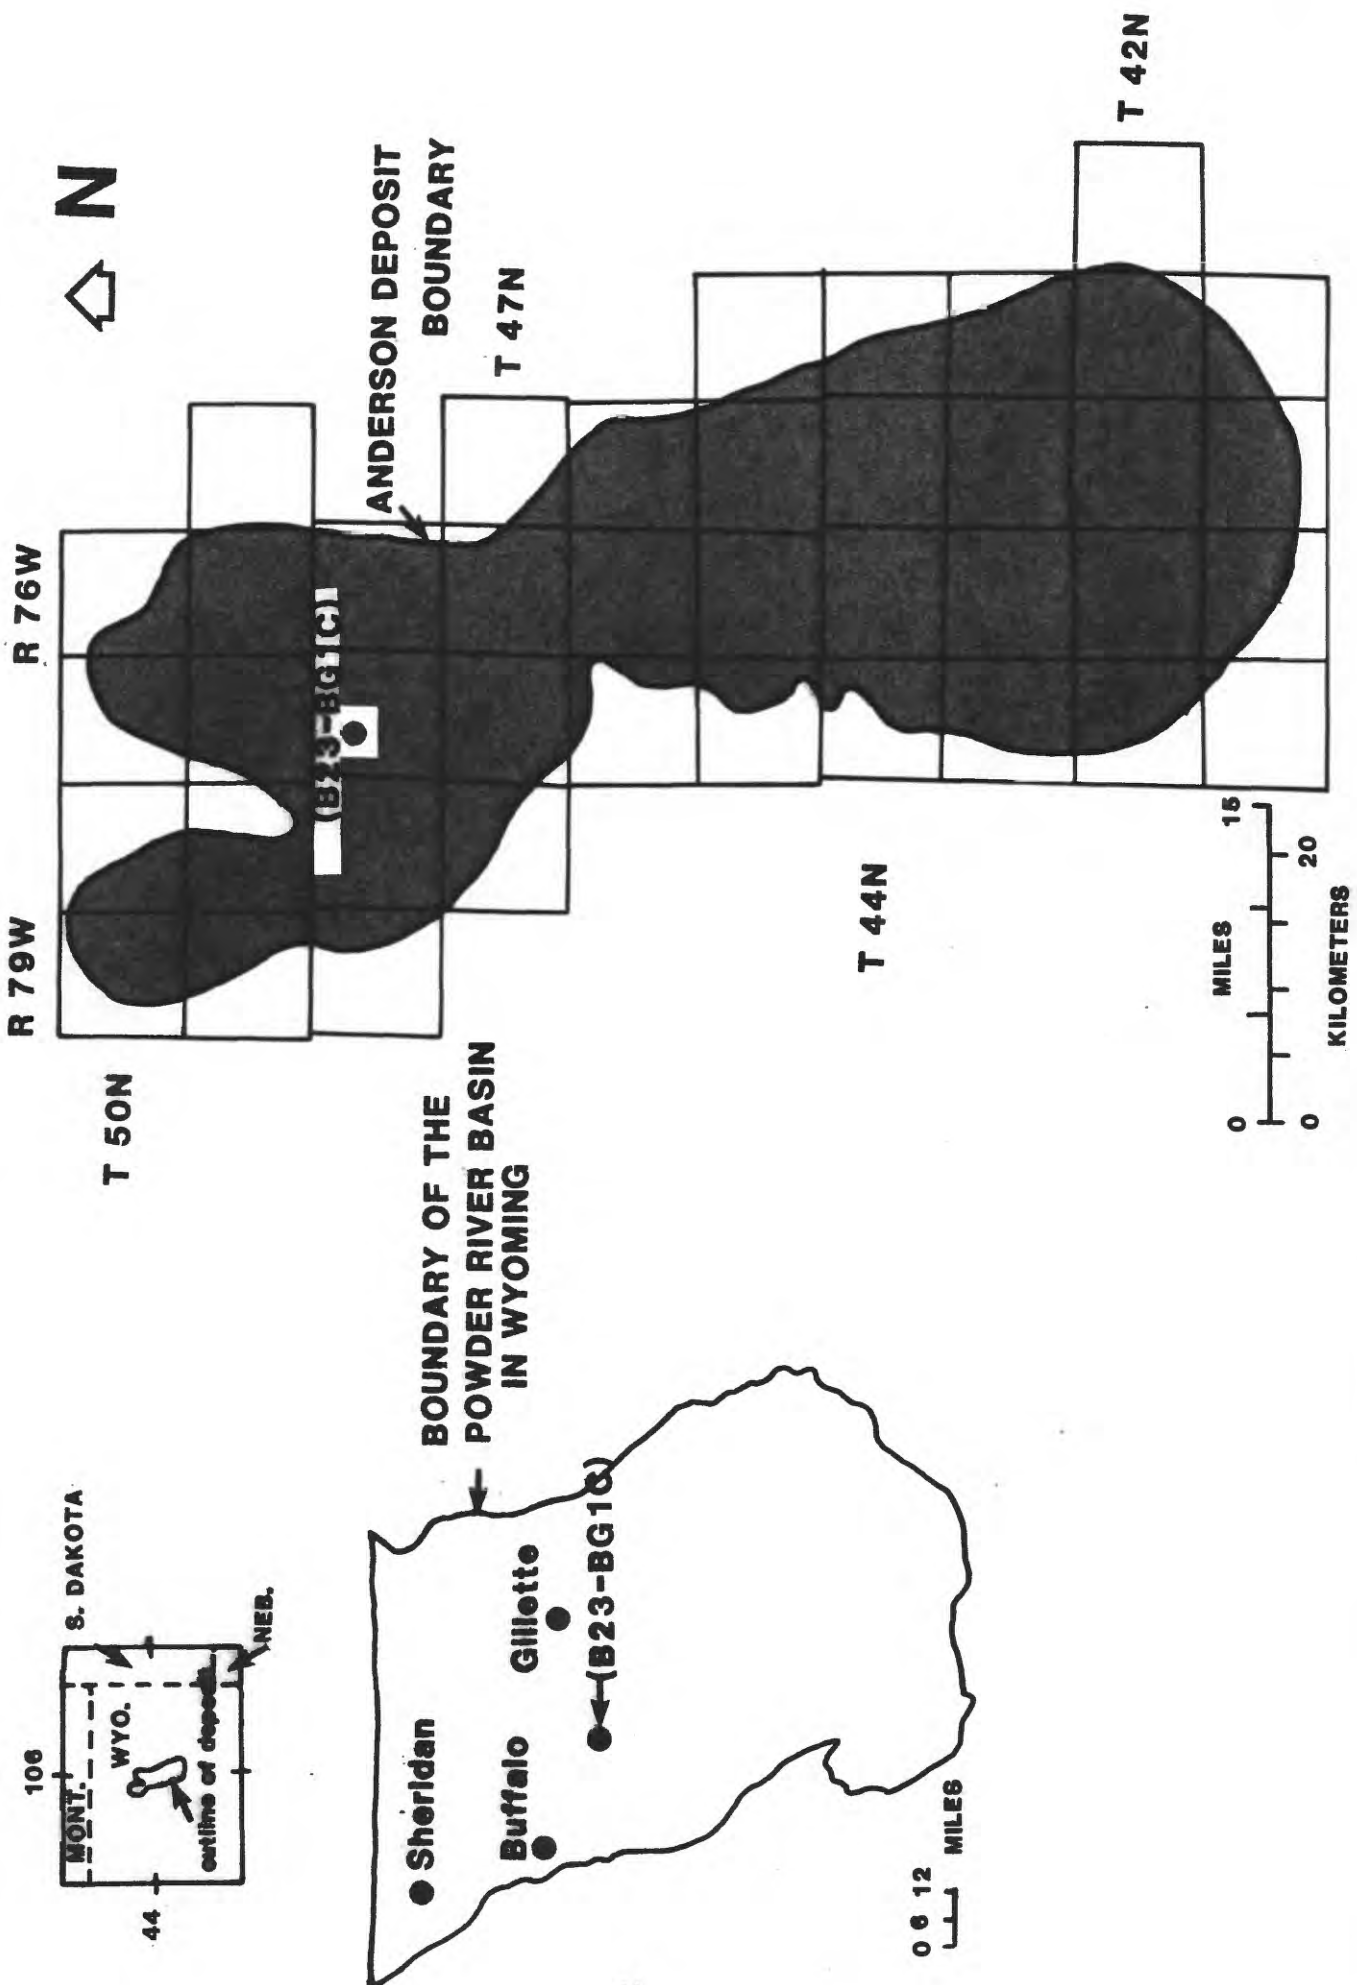 106
S. DAKOTA
MONT.
WYO.
44
outline of deposit
NEB.
BOUNDARY OF THE
POWDER RIVER BASIN
IN WYOMING
Sheridan
Buffalo
Gillette
(B23-BG1C)
0 6 12
MILES
R 79W
R 76W
N
T 50N
(B23-BG1C)
ANDERSON DEPOSIT
BOUNDARY
T 47N
T 44N
T 42N
MILES
0 15
0 20
KILOMETERS